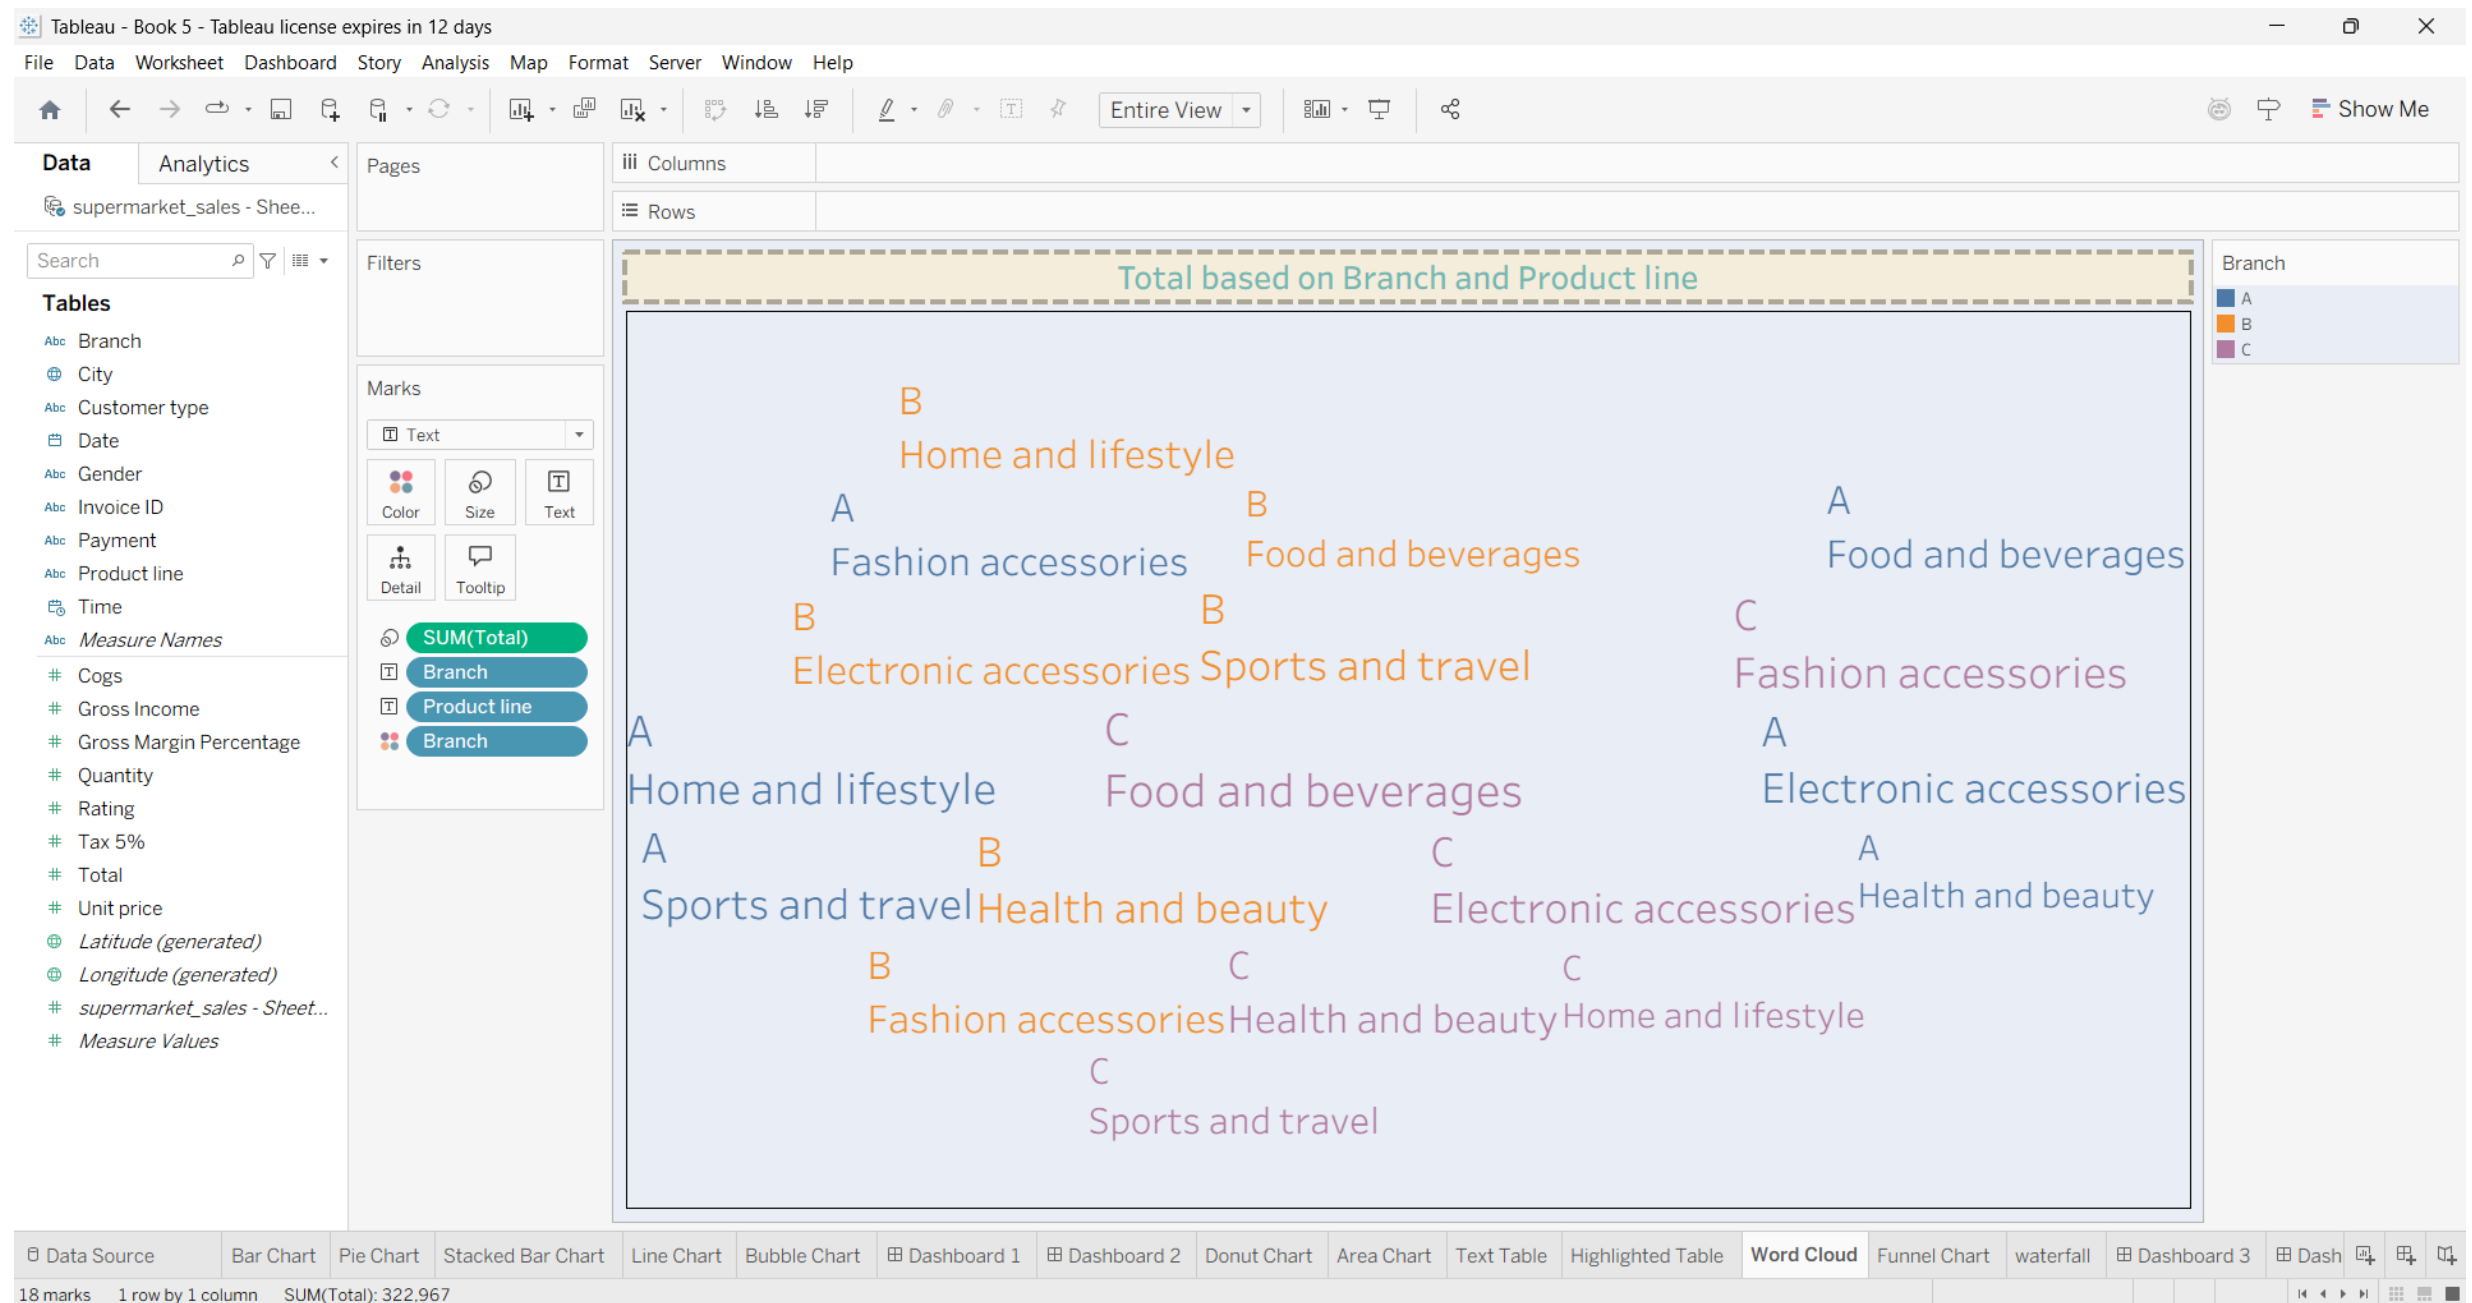 Tableau - Book 5 - Tableau license expires in 12 days
File Data Worksheet Dashboard Story Analysis Map Format Server Window Help
Entire View
Show Me
Data Analytics
supermarket_sales - Shee...
Search
Tables
Abc Branch
City
Abc Customer type
Date
Abc Gender
Abc Invoice ID
Abc Payment
Abc Product line
Time
Abc Measure Names
# Cogs
# Gross Income
# Gross Margin Percentage
# Quantity
# Rating
# Tax 5%
# Total
# Unit price
Latitude (generated)
Longitude (generated)
# supermarket_sales - Sheet...
# Measure Values
Pages
Filters
Marks
T Text
Color Size Text
Detail Tooltip
SUM(Total)
T Branch
T Product line
Branch
iii Columns
Rows
Total based on Branch and Product line
B
Home and lifestyle
A
Fashion accessories
B
Food and beverages
A
Food and beverages
B
Electronic accessories
B
Sports and travel
C
Fashion accessories
A
Home and lifestyle
C
Food and beverages
A
Electronic accessories
A
Sports and travel
B
Health and beauty
C
Electronic accessories
A
Health and beauty
B
Fashion accessories
C
Health and beauty
C
Home and lifestyle
C
Sports and travel
Branch
A
B
C
Data Source Bar Chart Pie Chart Stacked Bar Chart Line Chart Bubble Chart Dashboard 1 Dashboard 2 Donut Chart Area Chart Text Table Highlighted Table Word Cloud Funnel Chart waterfall Dashboard 3 Dash
18 marks 1 row by 1 column SUM(Total): 322,967